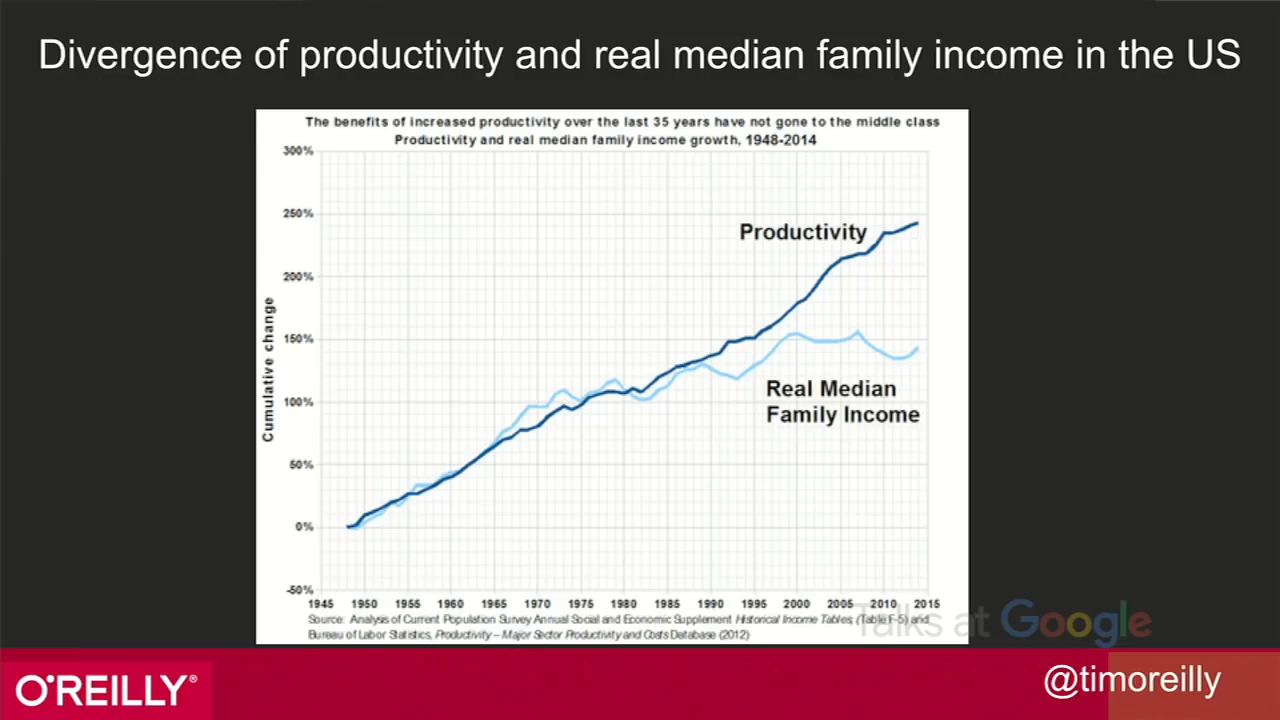 Divergence of productivity and real median family income in the US
The benefits of increased productivity over the last 35 years have not gone to the middle class
Productivity and real median family income growth, 1948-2014
300%
250%
200%
150%
100%
50%
0%
-50%
Cumulative change
Productivity
Real Median
Family Income
1945 1950 1955 1960 1965 1970 1975 1980 1985 1990 1995 2000 2005 2010 2015
Source: Analysis of Current Population Survey Annual Social and Economic Supplement Historical Income Tables, (Table F-5) and
Bureau of Labor Statistics, Productivity – Major Sector Productivity and Costs Database (2012)
Talks at Google
O'REILLY®
@timoreilly